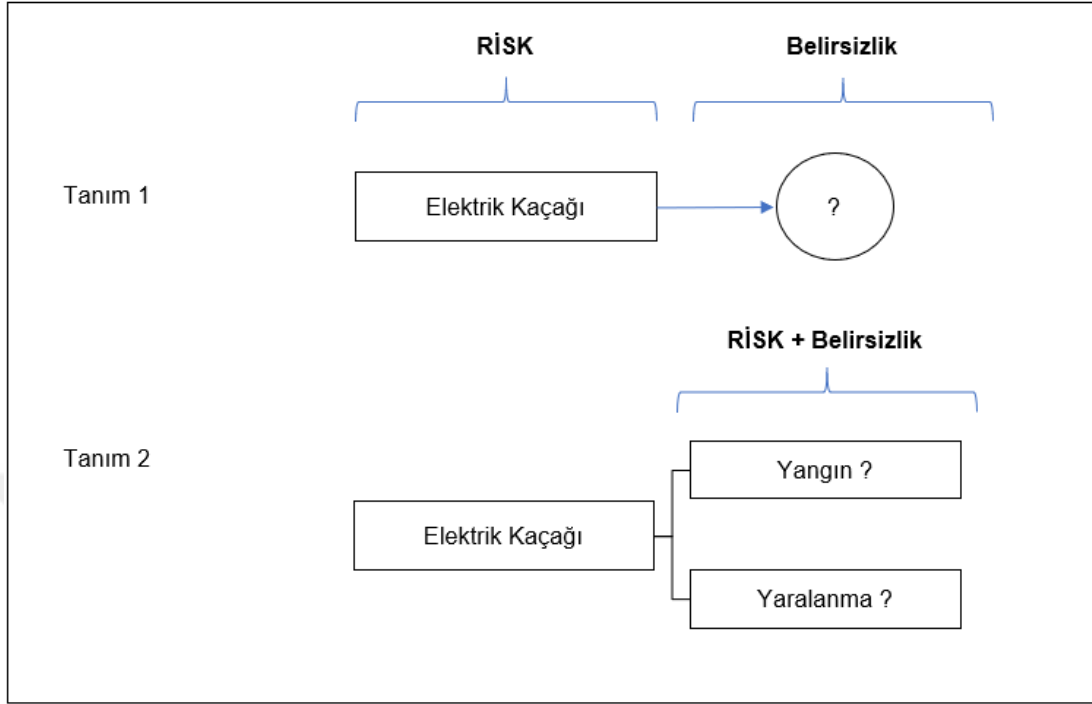 RİSK
Belirsizlik
Tanım 1
Elektrik Kaçağı
?
RİSK + Belirsizlik
Tanım 2
Yangın ?
Elektrik Kaçağı
Yaralanma ?